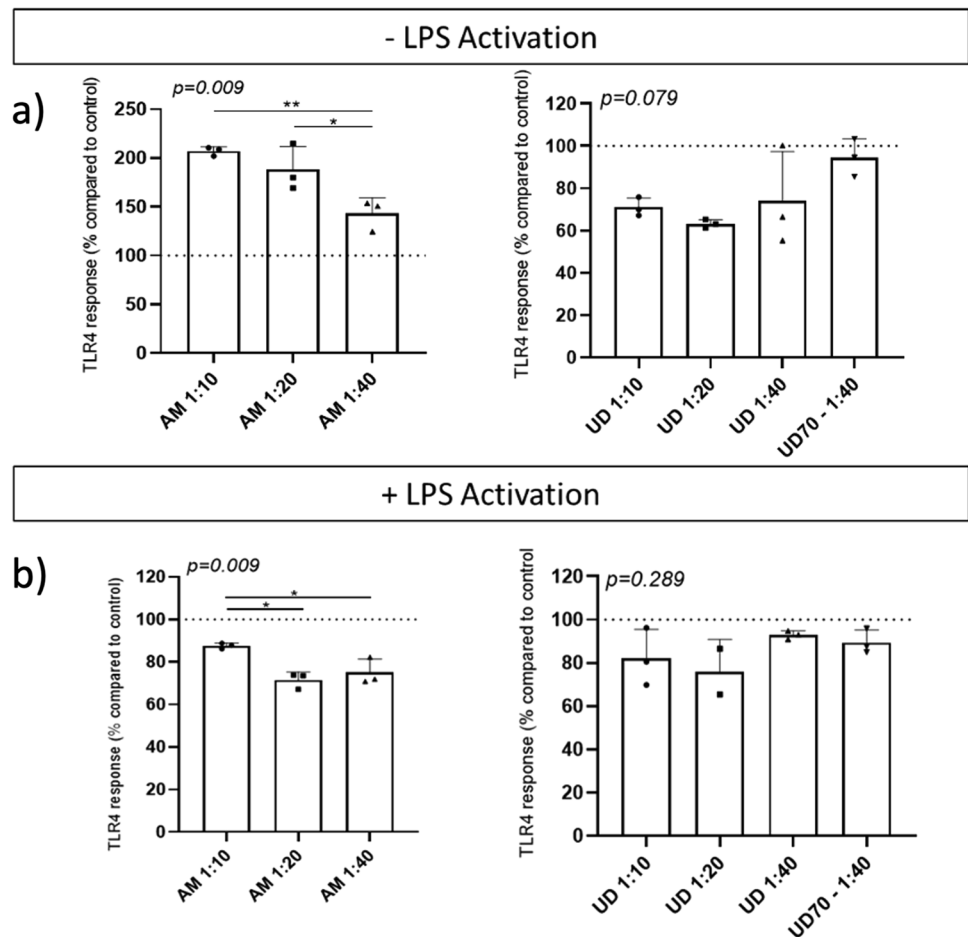 - LPS Activation
a)
TLR4 response (% compared to control)
p=0.009
**
*
250
200
150
100
50
0
AM 1:10
AM 1:20
AM 1:40
TLR4 response (% compared to control)
p=0.079
120
100
80
60
40
20
0
UD 1:10
UD 1:20
UD 1:40
UD70 - 1:40
+ LPS Activation
b)
TLR4 response (% compared to control)
p=0.009
*
*
120
100
80
60
40
20
0
AM 1:10
AM 1:20
AM 1:40
TLR4 response (% compared to control
p=0.289
120
100
80
60
40
20
0
UD 1:10
UD 1:20
UD 1:40
UD70 - 1:40